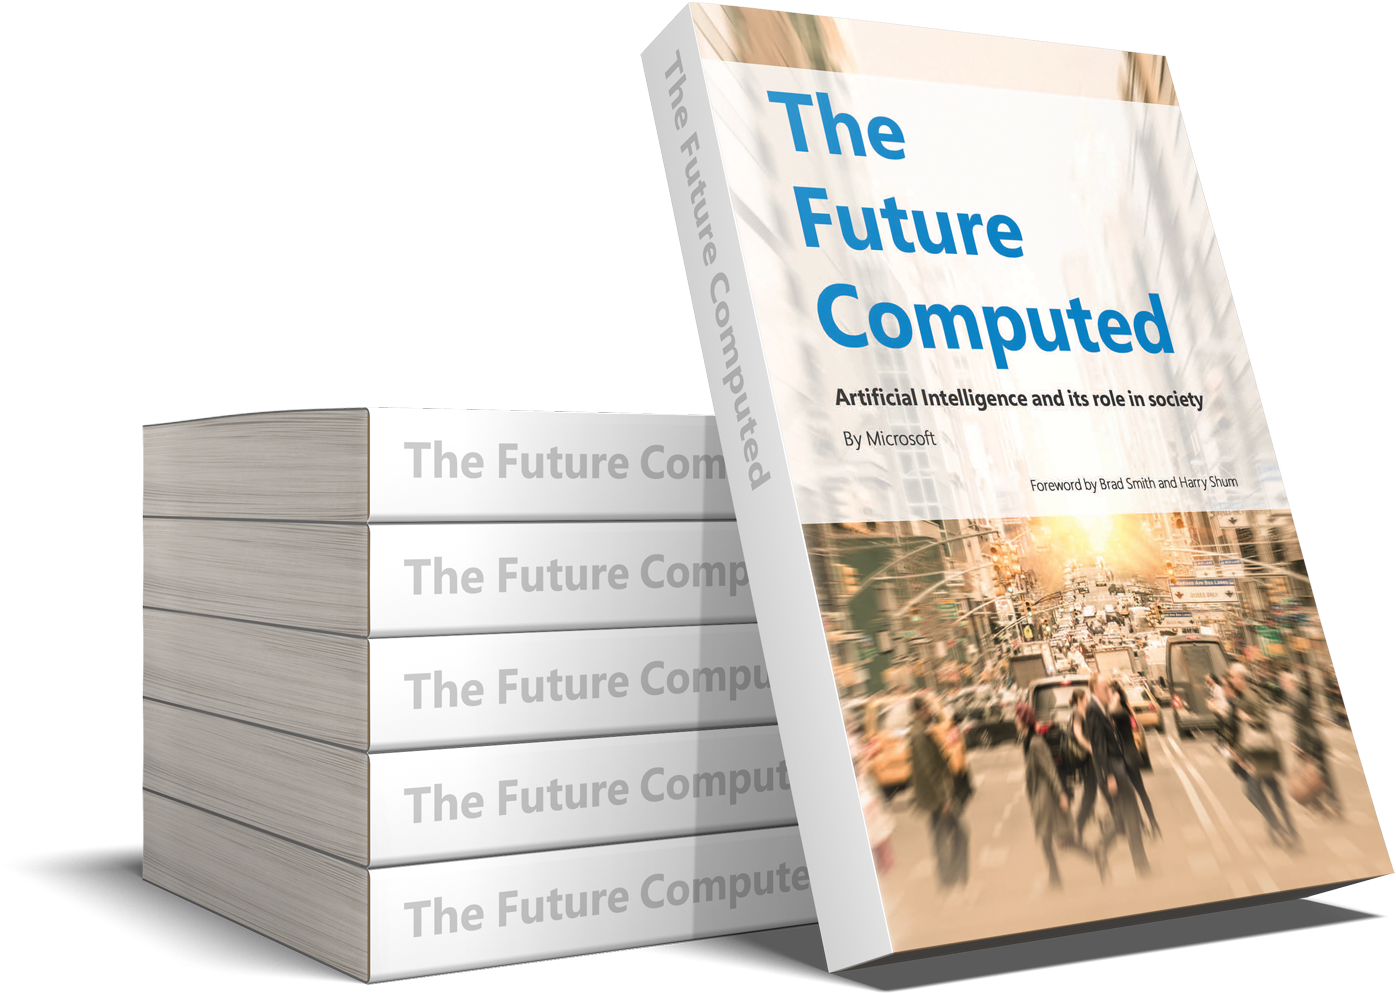 The Future Computed
The
Future
Computed
Artificial Intelligence and its role in society
By Microsoft
Foreword by Brad Smith and Harry Shum
The Future Com
The Future Comp
The Future Compu
The Future Comput
The Future Compute